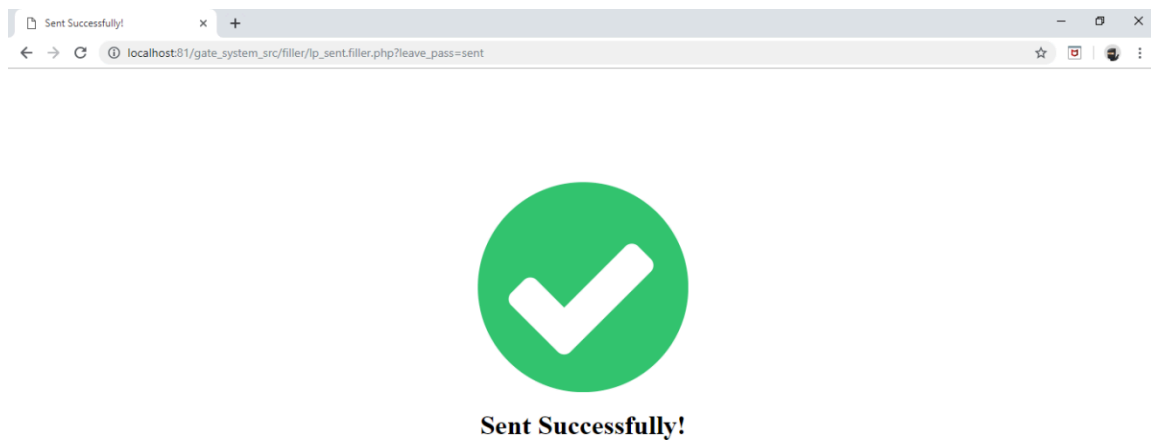 Sent Successfully!
localhost:81/gate_system_src/filler/lp_sent.filler.php?leave_pass=sent
Sent Successfully!